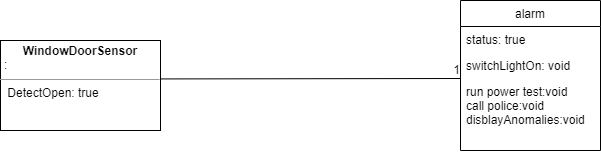 alarm
status: true
switchLightOn: void
run power test:void
call police:void
disblayAnomalies:void
WindowDoorSensor
:
DetectOpen: true
1